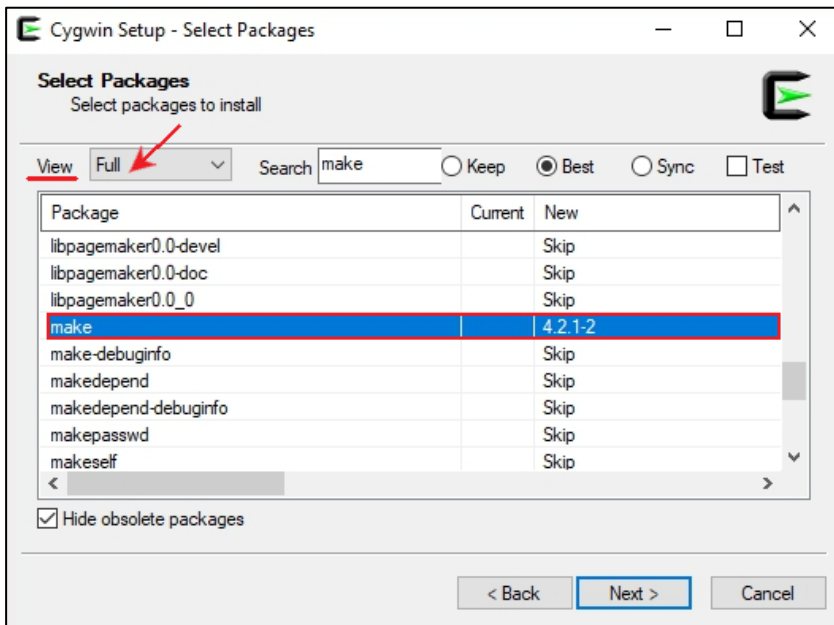 Cygwin Setup - Select Packages
Select Packages
Select packages to install
View Full Search make Keep Best Sync Test
Package Current New
libpagemaker0.0-devel Skip
libpagemaker0.0-doc Skip
libpagemaker0.0_0 Skip
make 4.2.1-2
make-debuginfo Skip
makedepend Skip
makedepend-debuginfo Skip
makepasswd Skip
makeself Skip
Hide obsolete packages
< Back Next > Cancel